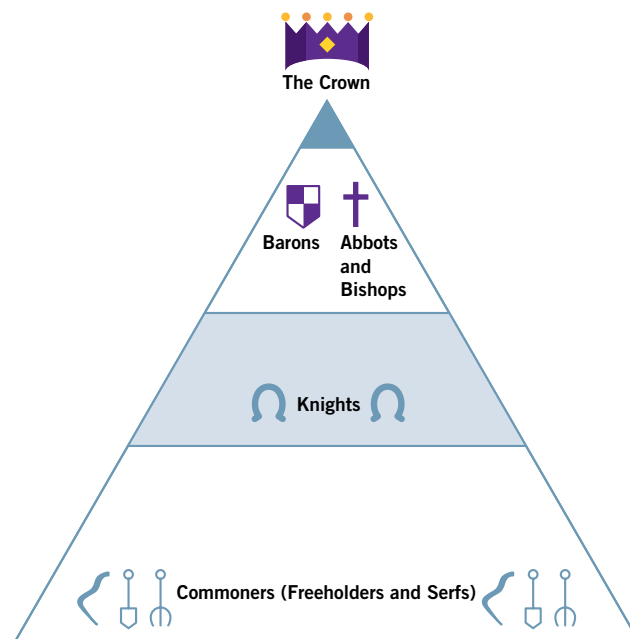 The Crown
Barons
Abbots
and
Bishops
Knights
Commoners (Freeholders and Serfs)